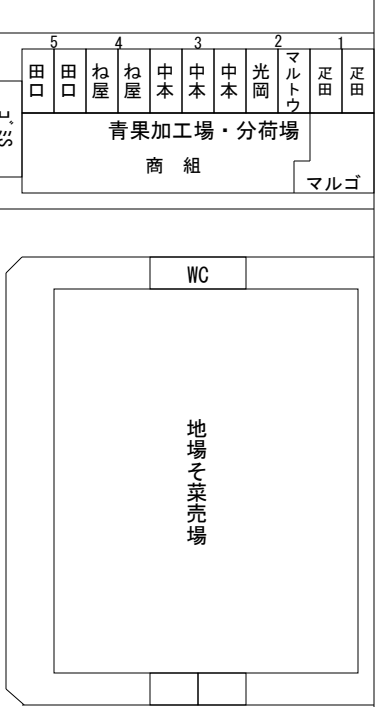 5 4 3 2 1
田口 田口 ね屋 ね屋 中本 中本 中本 光岡 マルトウ 疋田 疋田
ゴミ
青果加工場・分荷場
商 組
マルゴ
WC
地場そ菜売場